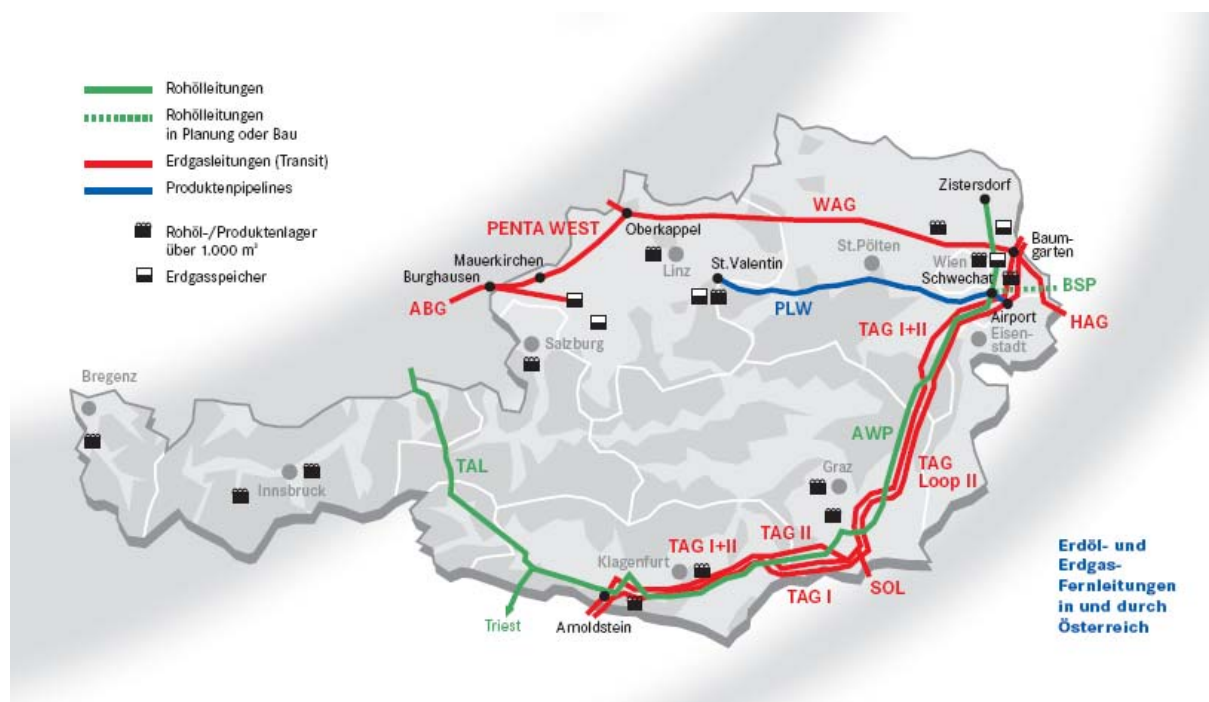 Rohölleitungen
Rohölleitungen
in Planung oder Bau
Erdgasleitungen (Transit)
Produktenpipelines
Rohöl-/Produktenlager
über 1.000 m³
Erdgasspeicher
Zistersdorf
WAG
PENTA WEST
Oberkappel
Baum-
garten
St.Pölten
Mauerkirchen
Linz
St.Valentin
Wien
Burghausen
Schwechat
BSP
ABG
PLW
Airport
HAG
TAG I+II
Eisen-
stadt
Salzburg
Bregenz
AWP
TAL
Graz
TAG
Loop II
Innsbruck
TAG II
TAG I+II
Klagenfurt
SOL
TAG I
Triest
Arnoldstein
Erdöl- und
Erdgas-
Fernleitungen
in und durch
Österreich